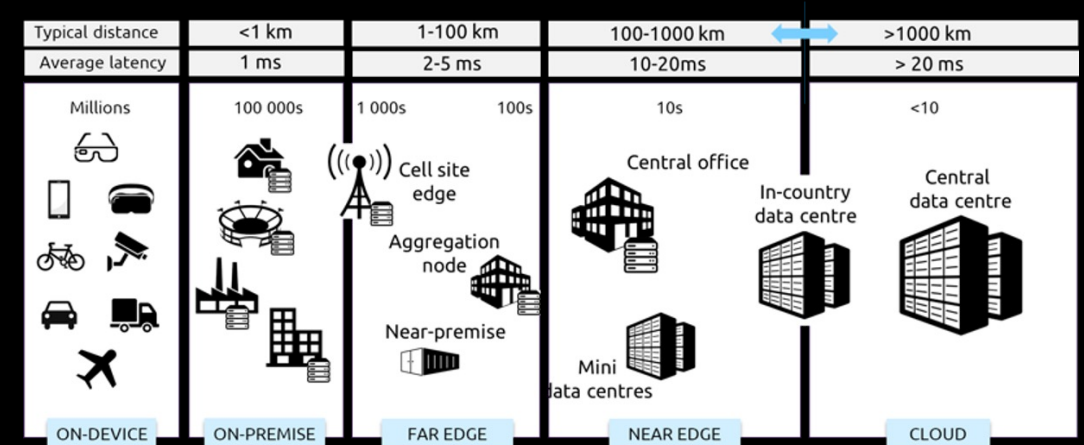 Typical distance
<1 km
1-100 km
100-1000 km
>1000 km
Average latency
1 ms
2-5 ms
10-20ms
> 20 ms
Millions
100 000s
1 000s
100s
10s
<10
Cell site
edge
Aggregation
node
Near-premise
Central office
Mini
data centres
In-country
data centre
Central
data centre
ON-DEVICE
ON-PREMISE
FAR EDGE
NEAR EDGE
CLOUD